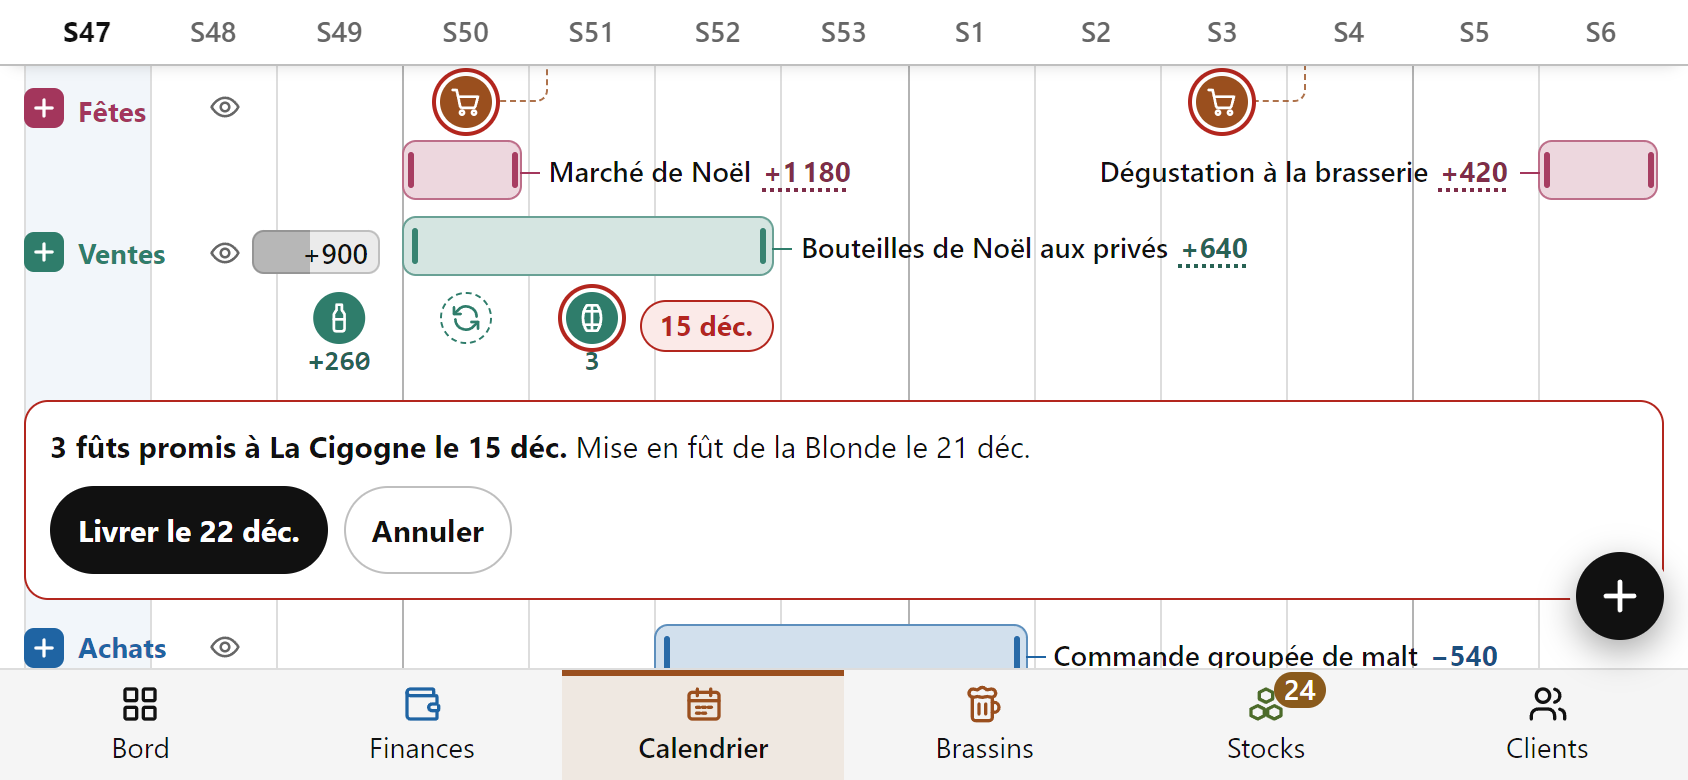 S47 S48 S49 S50 S51 S52 S53 S1 S2 S3 S4 S5 S6
Fêtes
Marché de Noël +1 180
Dégustation à la brasserie +420
Ventes
+900
Bouteilles de Noël aux privés +640
15 déc.
+260
3
3 fûts promis à La Cigogne le 15 déc. Mise en fût de la Blonde le 21 déc.
Livrer le 22 déc.
Annuler
Achats
Commande groupée de malt −540
24
Bord
Finances
Calendrier
Brassins
Stocks
Clients